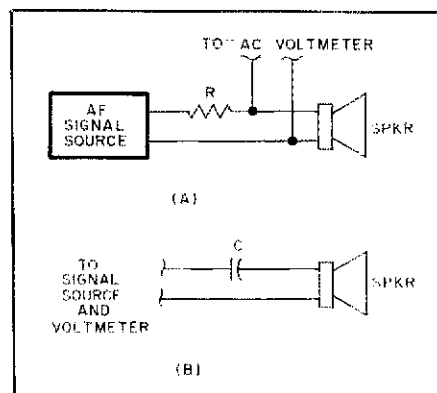 TO AC VOLTMETER
R
AF
SIGNAL
SOURCE
SPKR
(A)
C
TO
SIGNAL
SOURCE
AND
VOLTMETER
SPKR
(B)